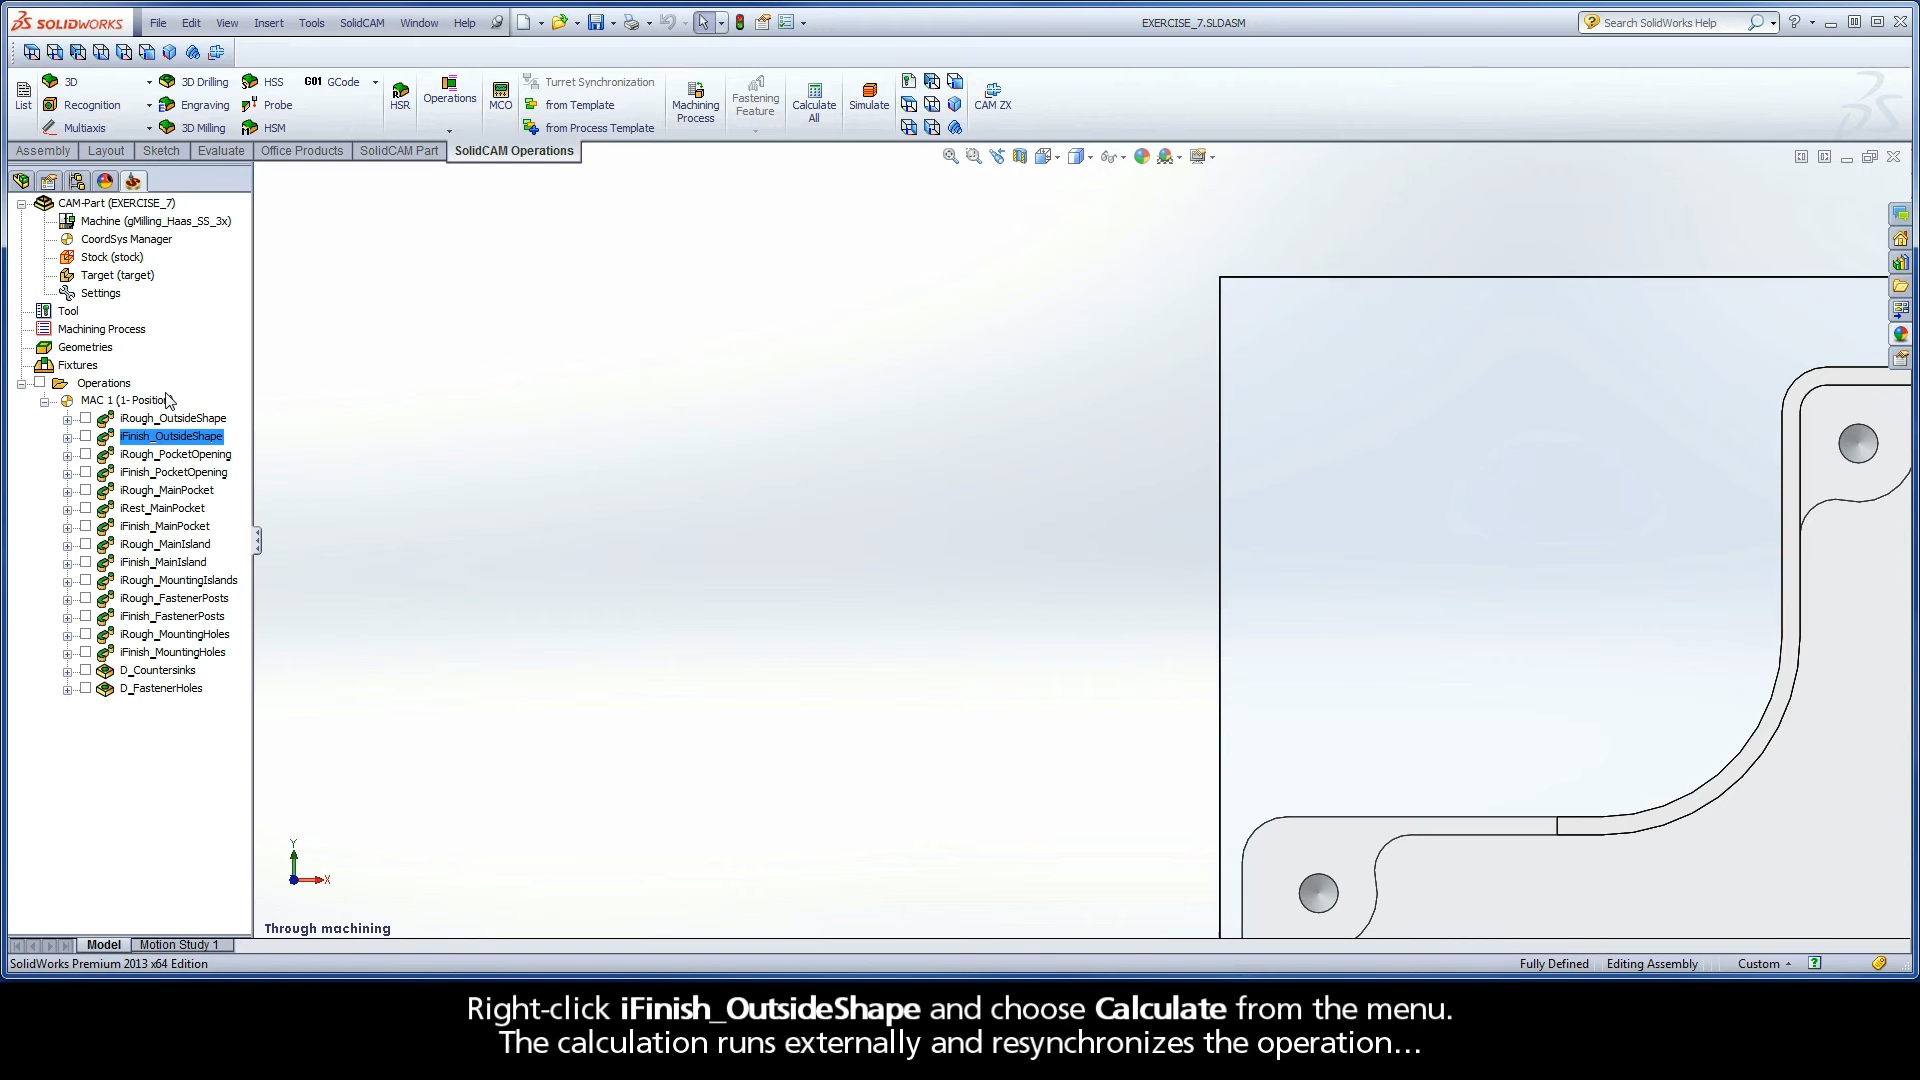 SOLIDWORKS
File Edit View Insert Tools SolidCAM Window Help
EXERCISE_7.SLDASM
Search SolidWorks Help
List
3D
Recognition
Multiaxis
3D Drilling
Engraving
3D Milling
HSS
Probe
HSM
G01 GCode
HSR
Operations
MCO
Turret Synchronization
from Template
from Process Template
Machining Process
Fastening Feature
Calculate All
Simulate
CAM ZX
Assembly Layout Sketch Evaluate Office Products SolidCAM Part SolidCAM Operations
CAM-Part (EXERCISE_7)
Machine (gMilling_Haas_SS_3x)
CoordSys Manager
Stock (stock)
Target (target)
Settings
Tool
Machining Process
Geometries
Fixtures
Operations
MAC 1 (1- Position)
iRough_OutsideShape
iFinish_OutsideShape
iRough_PocketOpening
iFinish_PocketOpening
iRough_MainPocket
iRest_MainPocket
iFinish_MainPocket
iRough_MainIsland
iFinish_MainIsland
iRough_MountingIslands
iRough_FastenerPosts
iFinish_FastenerPosts
iRough_MountingHoles
iFinish_MountingHoles
D_Countersinks
D_FastenerHoles
Y
X
Through machining
Model Motion Study 1
SolidWorks Premium 2013 x64 Edition
Fully Defined Editing Assembly Custom
Right-click iFinish_OutsideShape and choose Calculate from the menu.
The calculation runs externally and resynchronizes the operation...